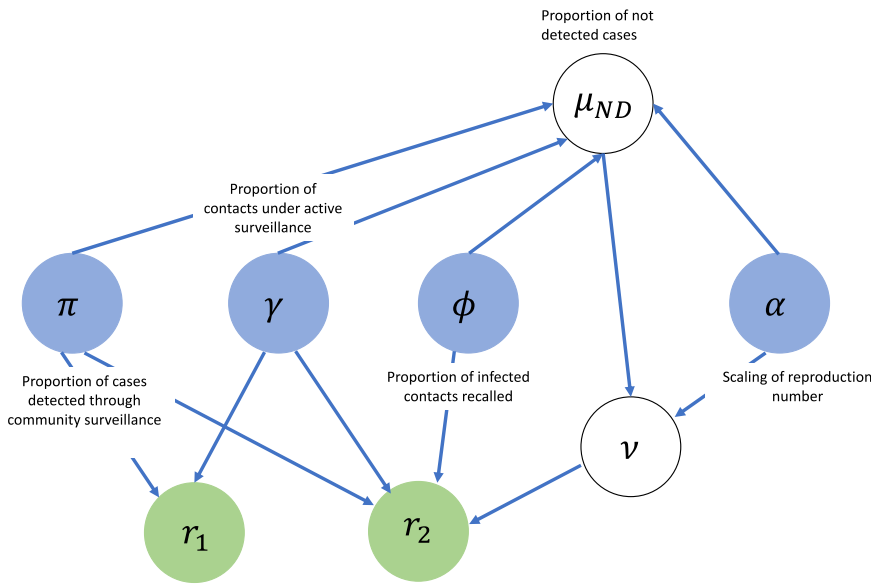 Proportion of not
detected cases
μ_ND
Proportion of
contacts under active
surveillance
π
γ
ϕ
α
Proportion of cases
detected through
community surveillance
Proportion of infected
contacts recalled
Scaling of reproduction
number
ν
r₁
r₂